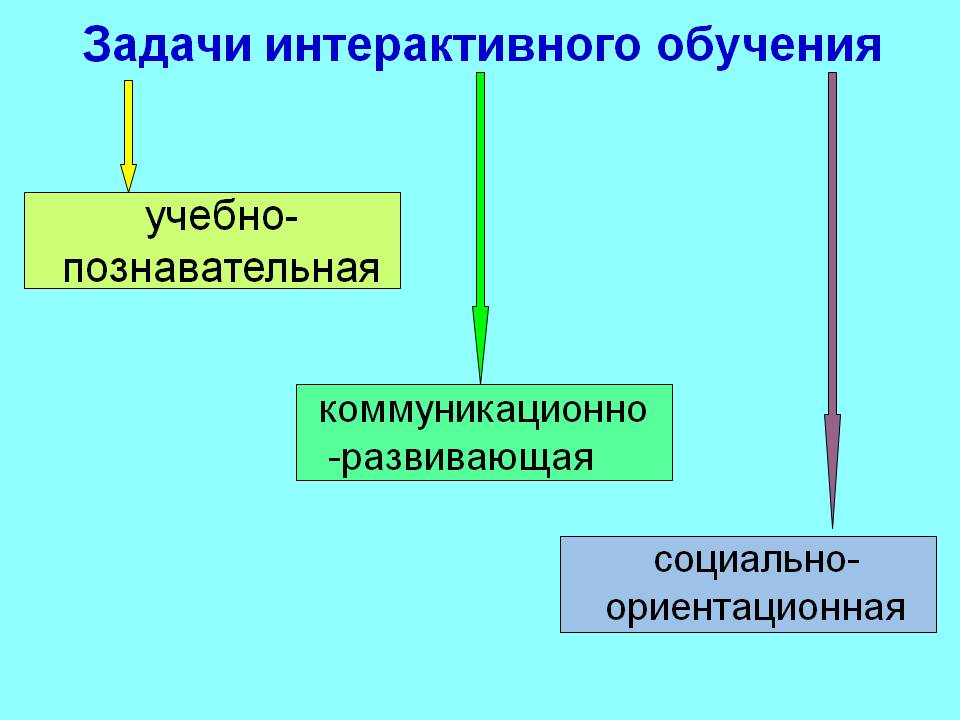 Задачи интерактивного обучения
учебно-
познавательная
коммуникационно
-развивающая
социально-
ориентационная